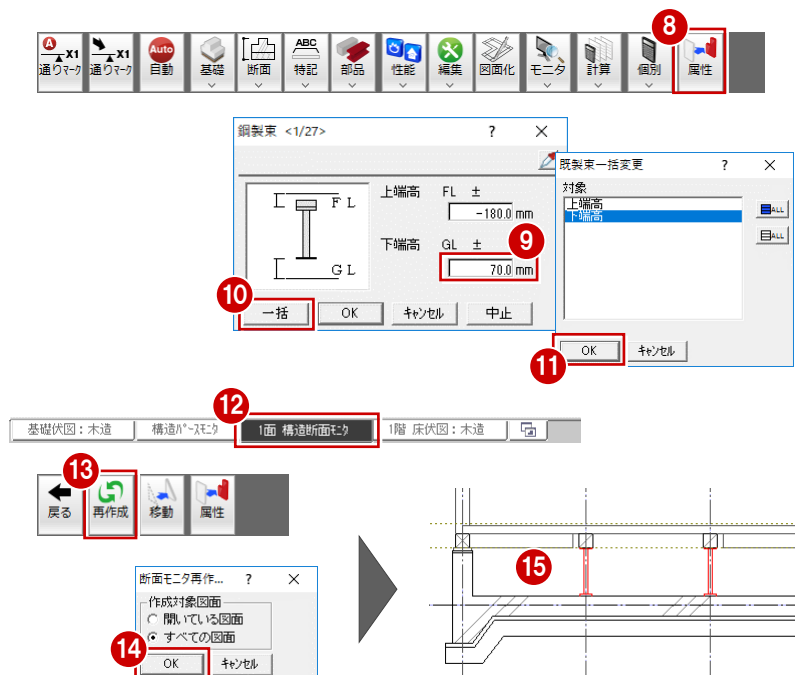 8
A X1 X1 Auto ABC
通りマーク 通りマーク 自動 基礎 断面 特記 部品 性能 編集 図面化 モニタ 計算 個別 属性
鋼製束 <1/27> ? ×
上端高 FL ±
FL
-180.0 mm
下端高 GL ±
9
GL
70.0 mm
10
一括 OK キャンセル 中止
既製束一括変更 ? ×
対象
上端高
下端高
ALL
ALL
OK キャンセル
11
12
基礎伏図：木造 構造パースモニタ 1面 構造断面モニタ 1階 床伏図：木造
13
戻る 再作成 移動 属性
断面モニタ再作... ? ×
作成対象図面
開いている図面
すべての図面
14
OK キャンセル
15